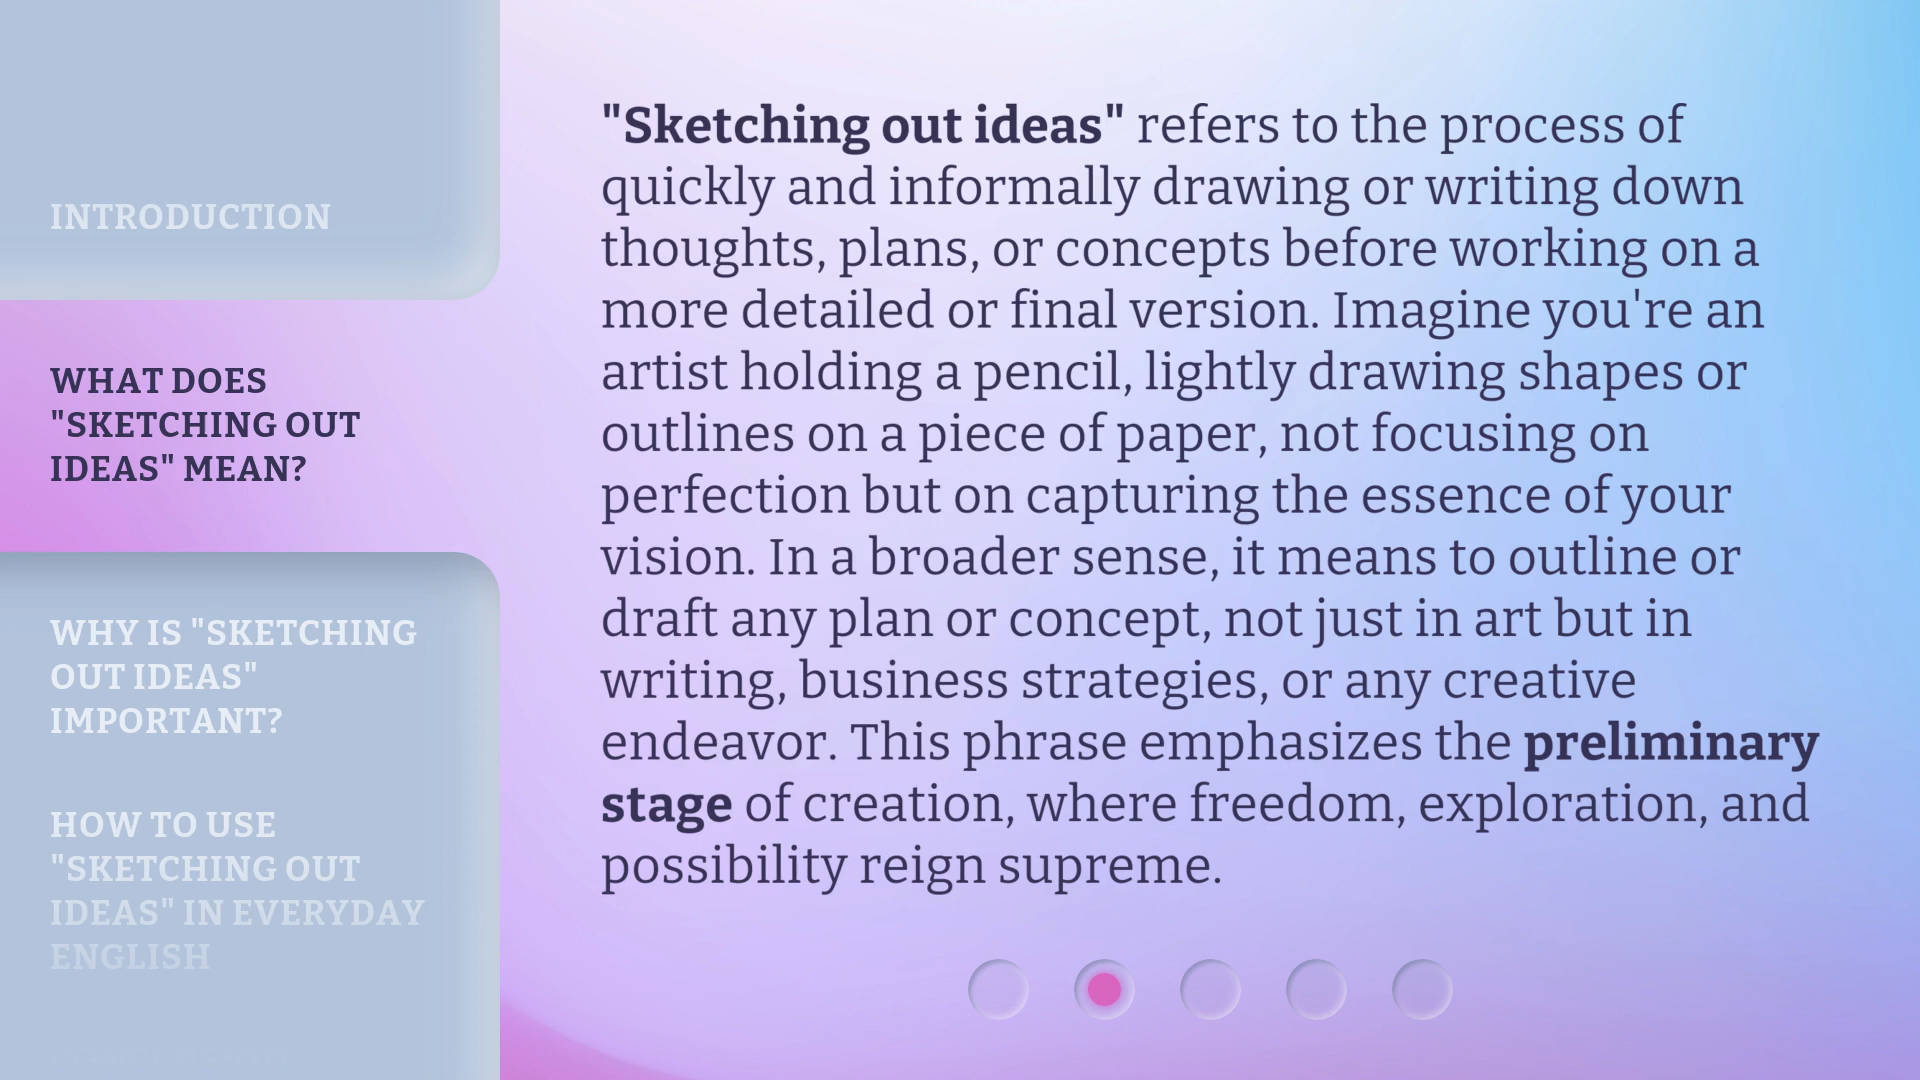 INTRODUCTION
WHAT DOES
"SKETCHING OUT
IDEAS" MEAN?
WHY IS "SKETCHING
OUT IDEAS"
IMPORTANT?
HOW TO USE
"SKETCHING OUT
IDEAS" IN EVERYDAY
ENGLISH
"Sketching out ideas" refers to the process of
quickly and informally drawing or writing down
thoughts, plans, or concepts before working on a
more detailed or final version. Imagine you're an
artist holding a pencil, lightly drawing shapes or
outlines on a piece of paper, not focusing on
perfection but on capturing the essence of your
vision. In a broader sense, it means to outline or
draft any plan or concept, not just in art but in
writing, business strategies, or any creative
endeavor. This phrase emphasizes the preliminary
stage of creation, where freedom, exploration, and
possibility reign supreme.